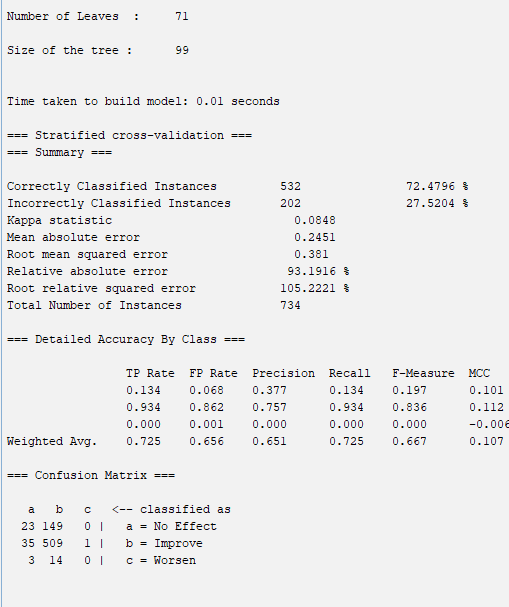 Number of Leaves : 71
Size of the tree : 99
Time taken to build model: 0.01 seconds
=== Stratified cross-validation ===
=== Summary ===
Correctly Classified Instances 532 72.4796 %
Incorrectly Classified Instances 202 27.5204 %
Kappa statistic 0.0848
Mean absolute error 0.2451
Root mean squared error 0.381
Relative absolute error 93.1916 %
Root relative squared error 105.2221 %
Total Number of Instances 734
=== Detailed Accuracy By Class ===
TP Rate FP Rate Precision Recall F-Measure MCC
0.134 0.068 0.377 0.134 0.197 0.101
0.934 0.862 0.757 0.934 0.836 0.112
0.000 0.001 0.000 0.000 0.000 -0.006
Weighted Avg. 0.725 0.656 0.651 0.725 0.667 0.107
=== Confusion Matrix ===
a b c <-- classified as
23 149 0 | a = No Effect
35 509 1 | b = Improve
3 14 0 | c = Worsen